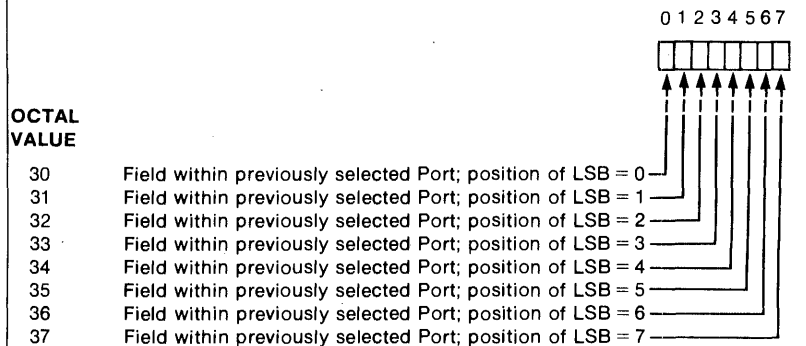 0 1 2 3 4 5 6 7
OCTAL
VALUE
30 Field within previously selected Port; position of LSB = 0
31 Field within previously selected Port; position of LSB = 1
32 Field within previously selected Port; position of LSB = 2
33 Field within previously selected Port; position of LSB = 3
34 Field within previously selected Port; position of LSB = 4
35 Field within previously selected Port; position of LSB = 5
36 Field within previously selected Port; position of LSB = 6
37 Field within previously selected Port; position of LSB = 7